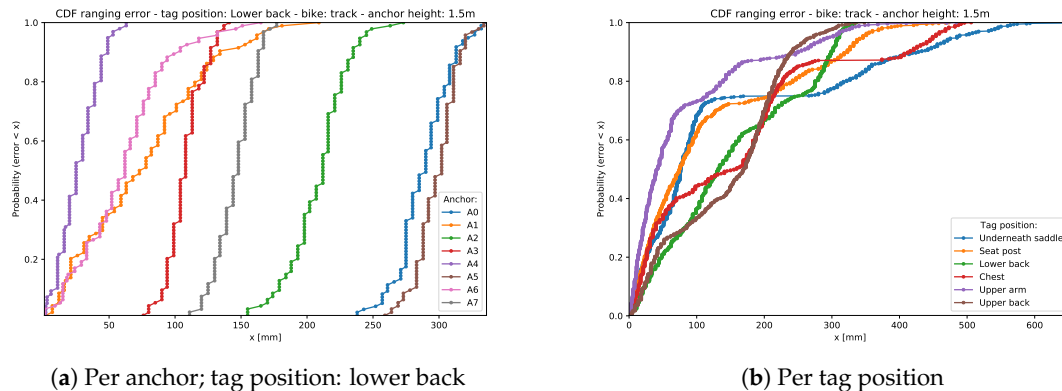 CDF ranging error - tag position: Lower back - bike: track - anchor height: 1.5m
1.0
0.8
0.6
0.4
0.2
Probability (error < x)
50
100
150
200
250
300
x [mm]
Anchor:
A0
A1
A2
A3
A4
A5
A6
A7
(a) Per anchor; tag position: lower back
CDF ranging error - bike: track - anchor height: 1.5m
1.0
0.8
0.6
0.4
0.2
0.0
Probability (error < x)
0
100
200
300
400
500
600
x [mm]
Tag position:
Underneath saddle
Seat post
Lower back
Chest
Upper arm
Upper back
(b) Per tag position